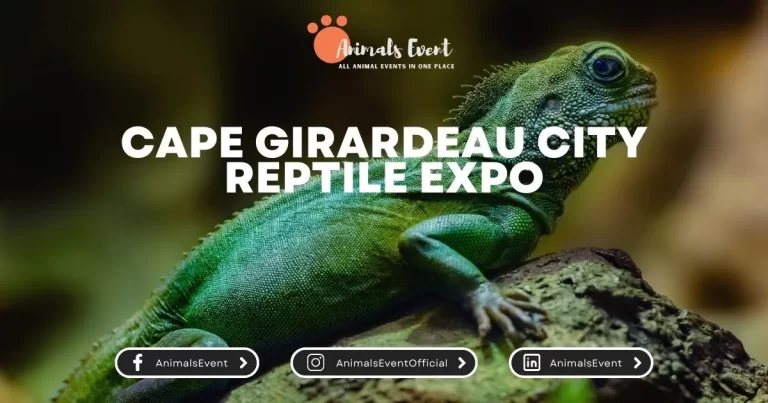 Animals Event
ALL ANIMAL EVENTS IN ONE PLACE
CAPE GIRARDEAU CITY
REPTILE EXPO
AnimalsEvent
AnimalsEventOfficial
AnimalsEvent